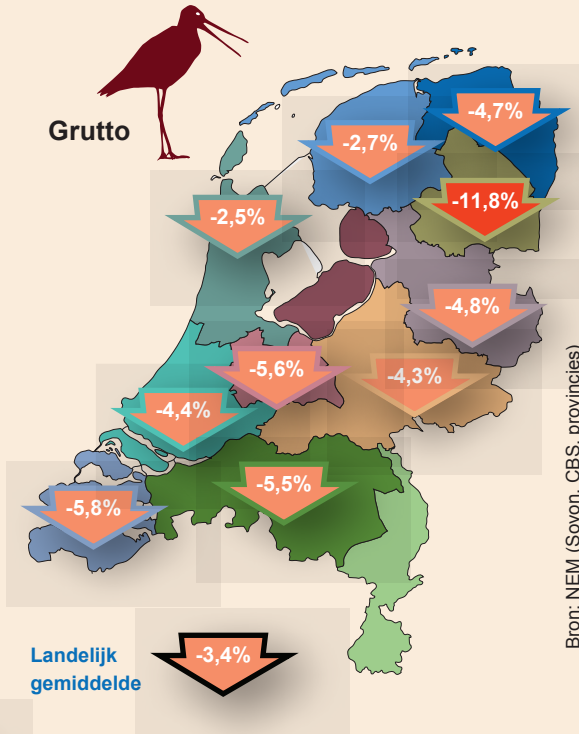 Grutto
-4,7%
-2,7%
-11,8%
-2,5%
-4,8%
-5,6%
-4,3%
-4,4%
-5,5%
-5,8%
Landelijk
gemiddelde
-3,4%
Bron: NEM (Sovon, CBS, provincies)